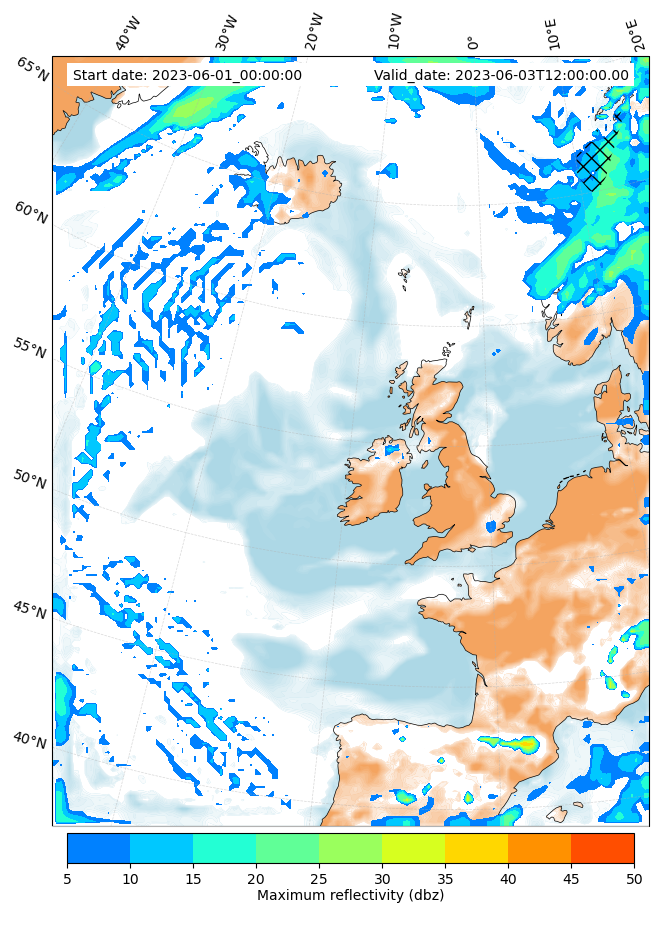 40°W 30°W 20°W 10°W 0° 10°E 20°E
Start date: 2023-06-01_00:00:00 Valid_date: 2023-06-03T12:00:00.00
65°N
60°N
55°N
50°N
45°N
40°N
5 10 15 20 25 30 35 40 45 50
Maximum reflectivity (dbz)